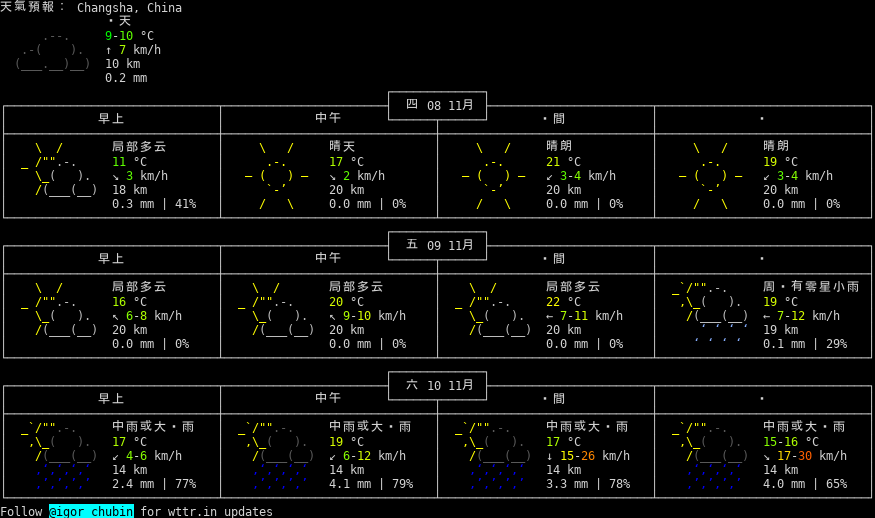 天氣預報： Changsha, China
・天
9-10 °C
↑ 7 km/h
10 km
0.2 mm
四 08 11月
早上 中午 ・間 ・
局部多云 晴天 晴朗 晴朗
11 °C 17 °C 21 °C 19 °C
↘ 3 km/h ↘ 2 km/h ↙ 3-4 km/h ↙ 3-4 km/h
18 km 20 km 20 km 20 km
0.3 mm | 41% 0.0 mm | 0% 0.0 mm | 0% 0.0 mm | 0%
五 09 11月
早上 中午 ・間 ・
局部多云 局部多云 局部多云 周・有零星小雨
16 °C 20 °C 22 °C 19 °C
↖ 6-8 km/h ↖ 9-10 km/h ← 7-11 km/h ← 7-12 km/h
20 km 20 km 20 km 19 km
0.0 mm | 0% 0.0 mm | 0% 0.0 mm | 0% 0.1 mm | 29%
六 10 11月
早上 中午 ・間 ・
中雨或大・雨 中雨或大・雨 中雨或大・雨 中雨或大・雨
17 °C 19 °C 17 °C 15-16 °C
↙ 4-6 km/h ↙ 6-12 km/h ↓ 15-26 km/h ↘ 17-30 km/h
14 km 14 km 14 km 14 km
2.4 mm | 77% 4.1 mm | 79% 3.3 mm | 78% 4.0 mm | 65%
Follow @igor_chubin for wttr.in updates